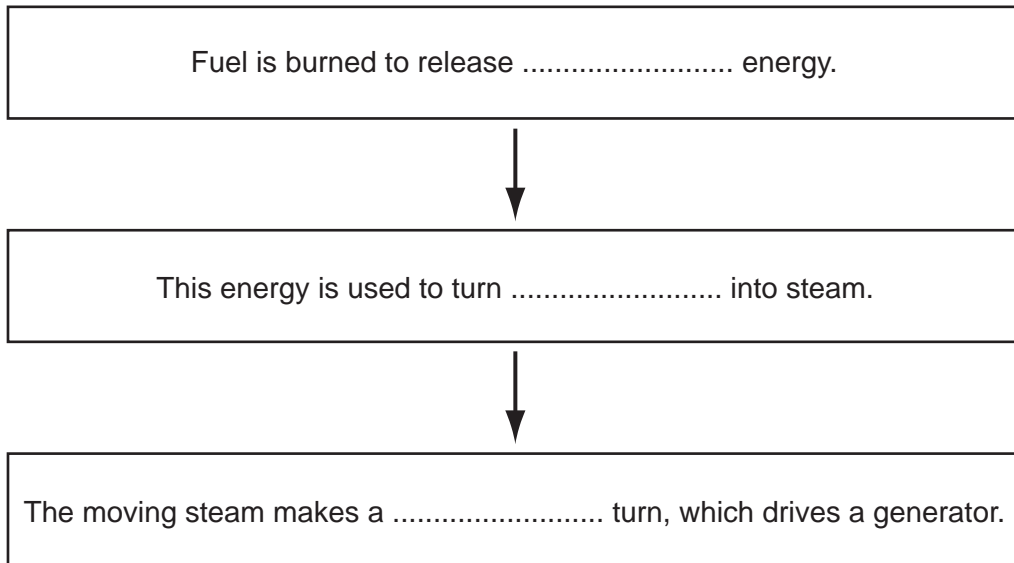 Fuel is burned to release .......................... energy.
This energy is used to turn .......................... into steam.
The moving steam makes a .......................... turn, which drives a generator.